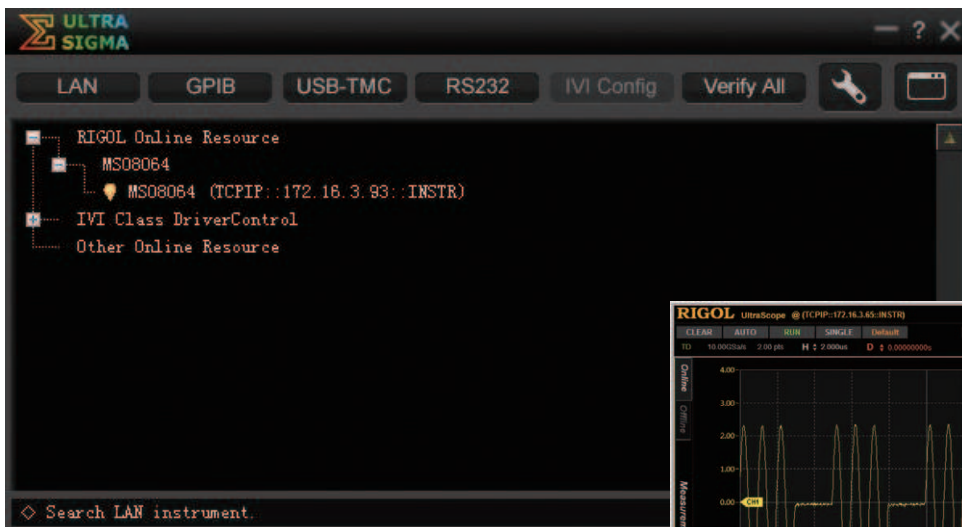 ULTRA
SIGMA
? 
LAN GPIB USB-TMC RS232 IVI Config Verify All
RIGOL Online Resource
MSO8064
MSO8064 (TCPIP::172.16.3.93::INSTR)
IVI Class DriverControl
Other Online Resource
Search LAN instrument.
RIGOL UltraScope @ (TCPIP::172.16.3.65::INSTR)
CLEAR AUTO RUN SINGLE Default
TD 10.00GSa/s 2.00 pts H 2.000us D 0.00000000s
Online
Offline
Measurem
4.00
3.00
2.00
1.00
0.00 CH1